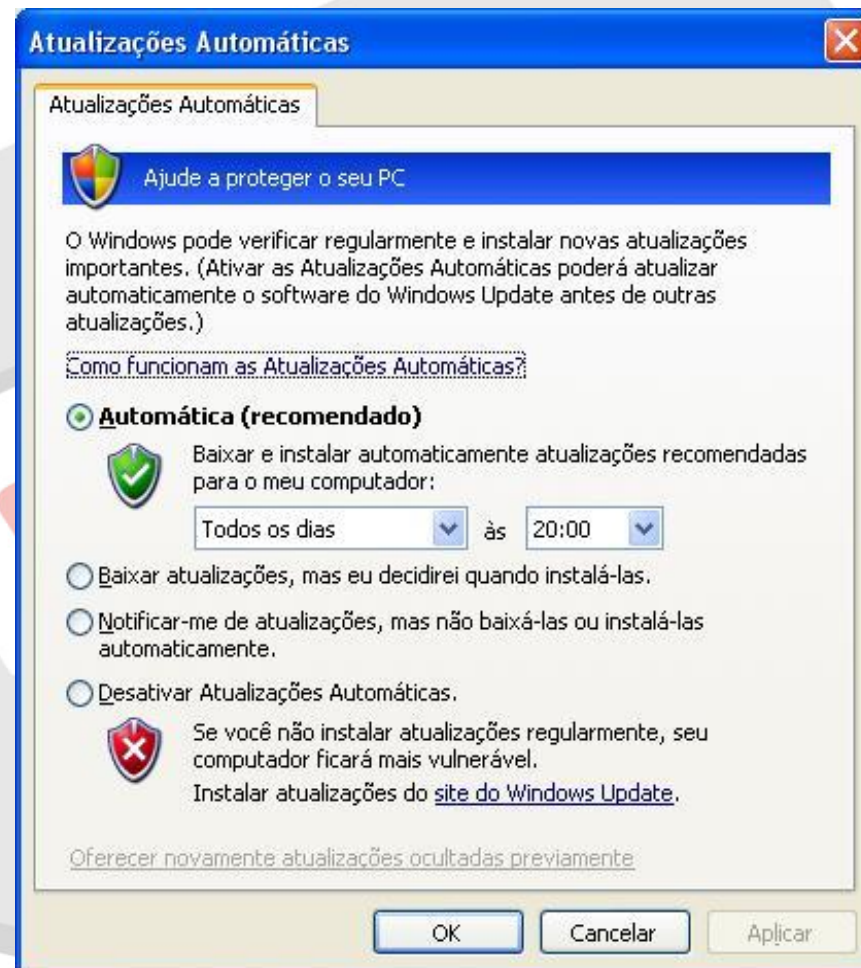 Atualizações Automáticas
Atualizações Automáticas
Ajude a proteger o seu PC
O Windows pode verificar regularmente e instalar novas atualizações
importantes. (Ativar as Atualizações Automáticas poderá atualizar
automaticamente o software do Windows Update antes de outras
atualizações.)
Como funcionam as Atualizações Automáticas?
Automática (recomendado)
Baixar e instalar automaticamente atualizações recomendadas
para o meu computador:
Todos os dias às 20:00
Baixar atualizações, mas eu decidirei quando instalá-las.
Notificar-me de atualizações, mas não baixá-las ou instalá-las
automaticamente.
Desativar Atualizações Automáticas.
Se você não instalar atualizações regularmente, seu
computador ficará mais vulnerável.
Instalar atualizações do site do Windows Update.
Oferecer novamente atualizações ocultadas previamente
OK Cancelar Aplicar